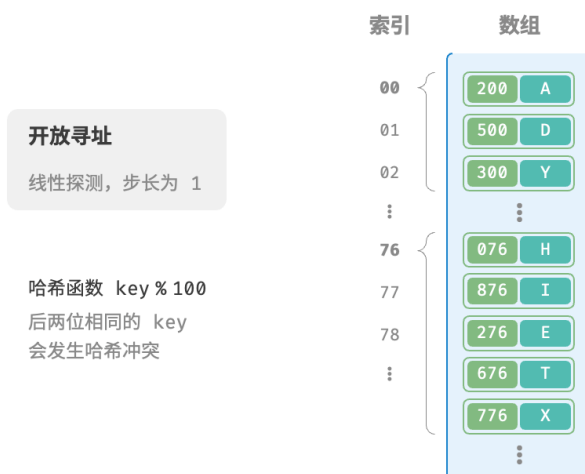 索引 数组
00 200 A
开放寻址
01 500 D
线性探测，步长为 1
02 300 Y
76 076 H
哈希函数 key % 100
77 876 I
后两位相同的 key
78 276 E
会发生哈希冲突
676 T
776 X